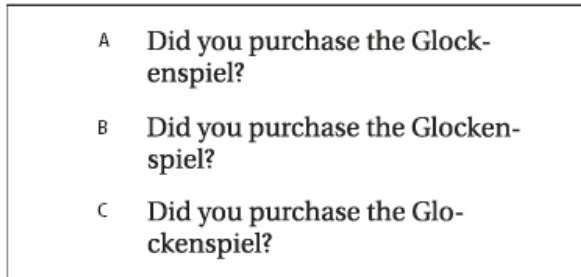 A Did you purchase the Glock-
enspiel?
B Did you purchase the Glocken-
spiel?
C Did you purchase the Glo-
ckenspiel?